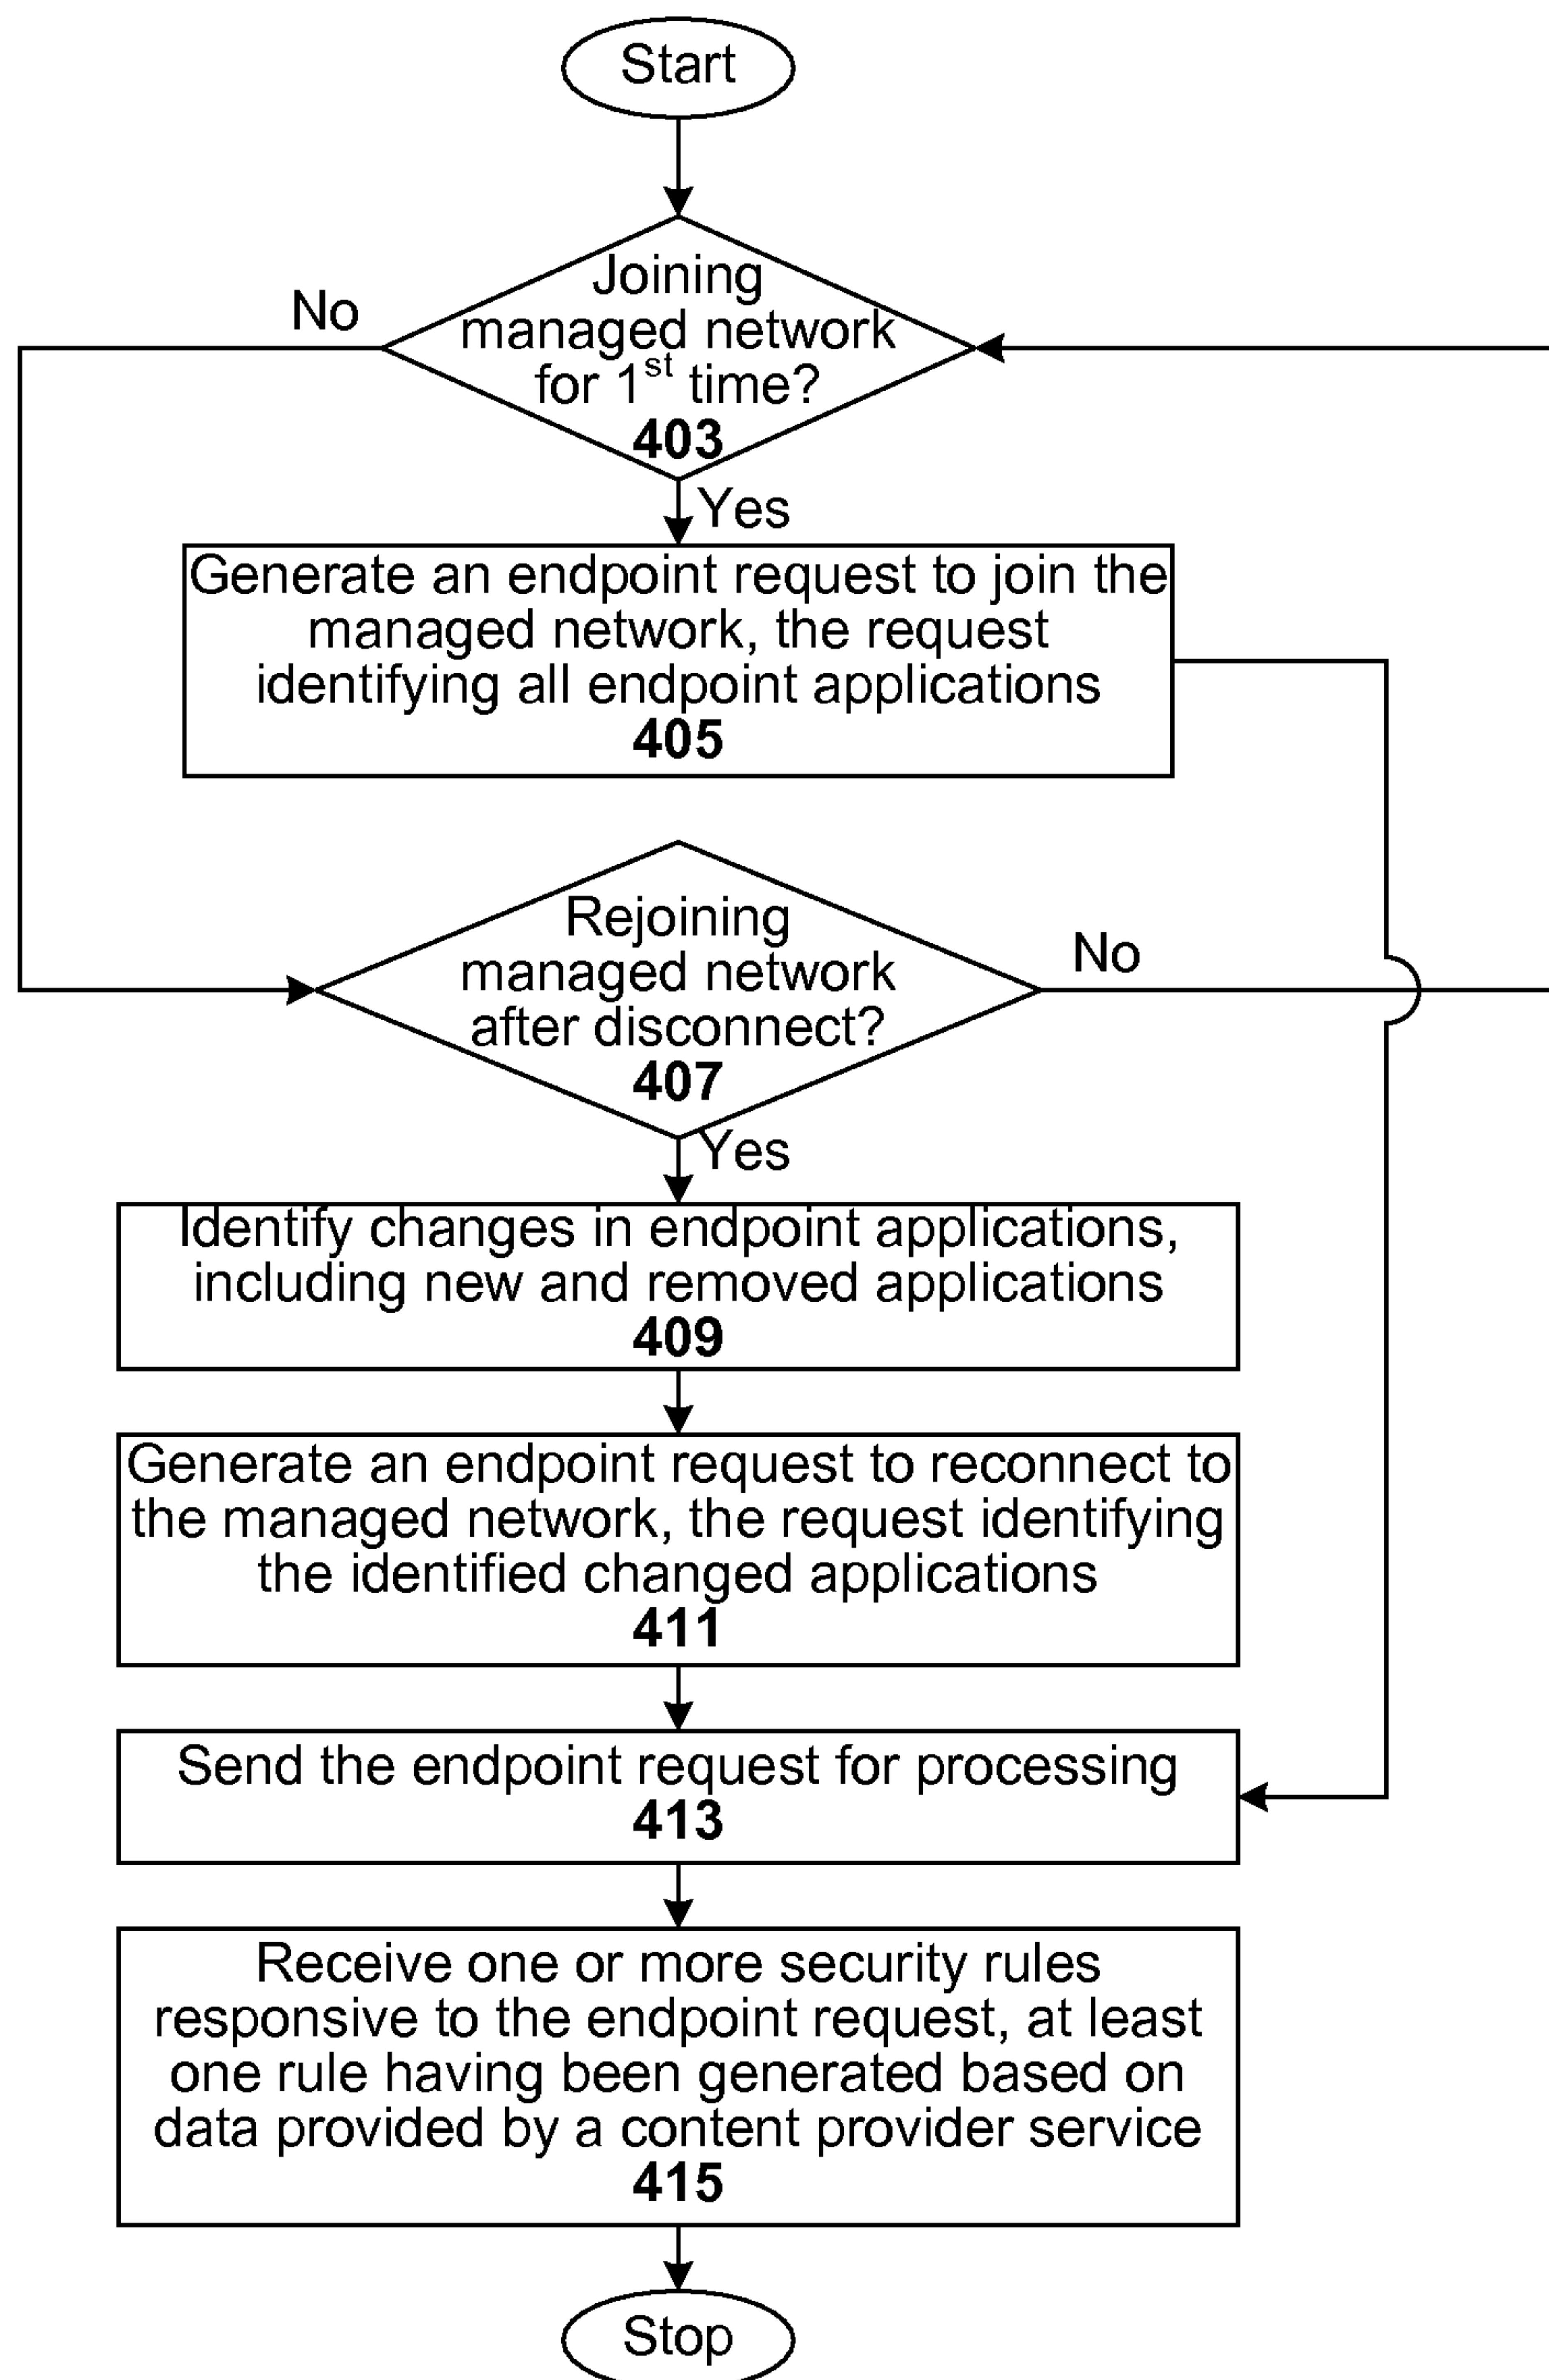 Start
Joining
managed network
for 1st time?
403
No
Yes
Generate an endpoint request to join the
managed network, the request
identifying all endpoint applications
405
Rejoining
managed network
after disconnect?
407
No
Yes
Identify changes in endpoint applications,
including new and removed applications
409
Generate an endpoint request to reconnect to
the managed network, the request identifying
the identified changed applications
411
Send the endpoint request for processing
413
Receive one or more security rules
responsive to the endpoint request, at least
one rule having been generated based on
data provided by a content provider service
415
Stop